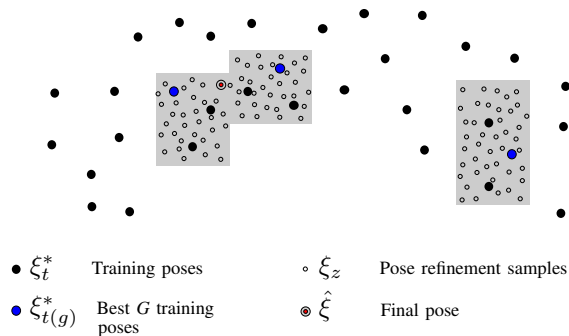 ξ*t Training poses ξz Pose refinement samples
ξ*t(g) Best G training poses ξ̂ Final pose